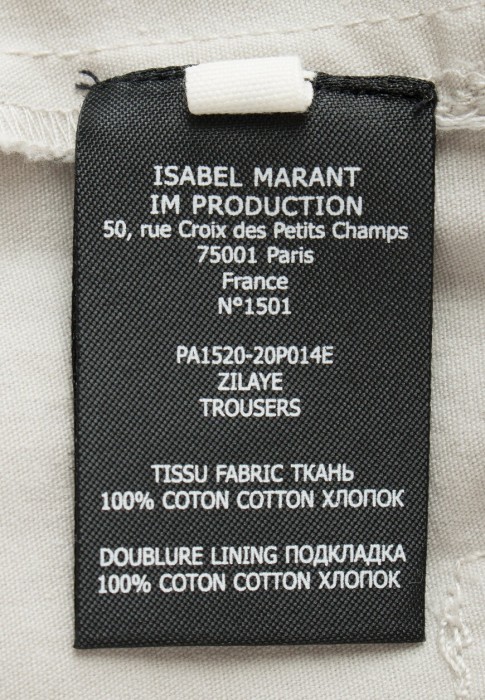 ISABEL MARANT
IM PRODUCTION
50, rue Croix des Petits Champs
75001 Paris
France
N°1501
PA1520-20P014E
ZILAYE
TROUSERS
TISSU FABRIC ТКАНЬ
100% COTON COTTON ХЛОПОК
DOUBLURE LINING ПОДКЛАДКА
100% COTON COTTON ХЛОПОК